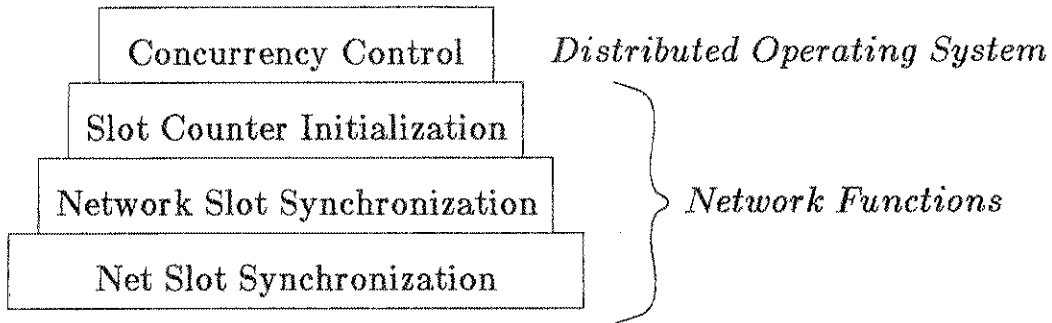 Concurrency Control Distributed Operating System
Slot Counter Initialization
Network Slot Synchronization Network Functions
Net Slot Synchronization